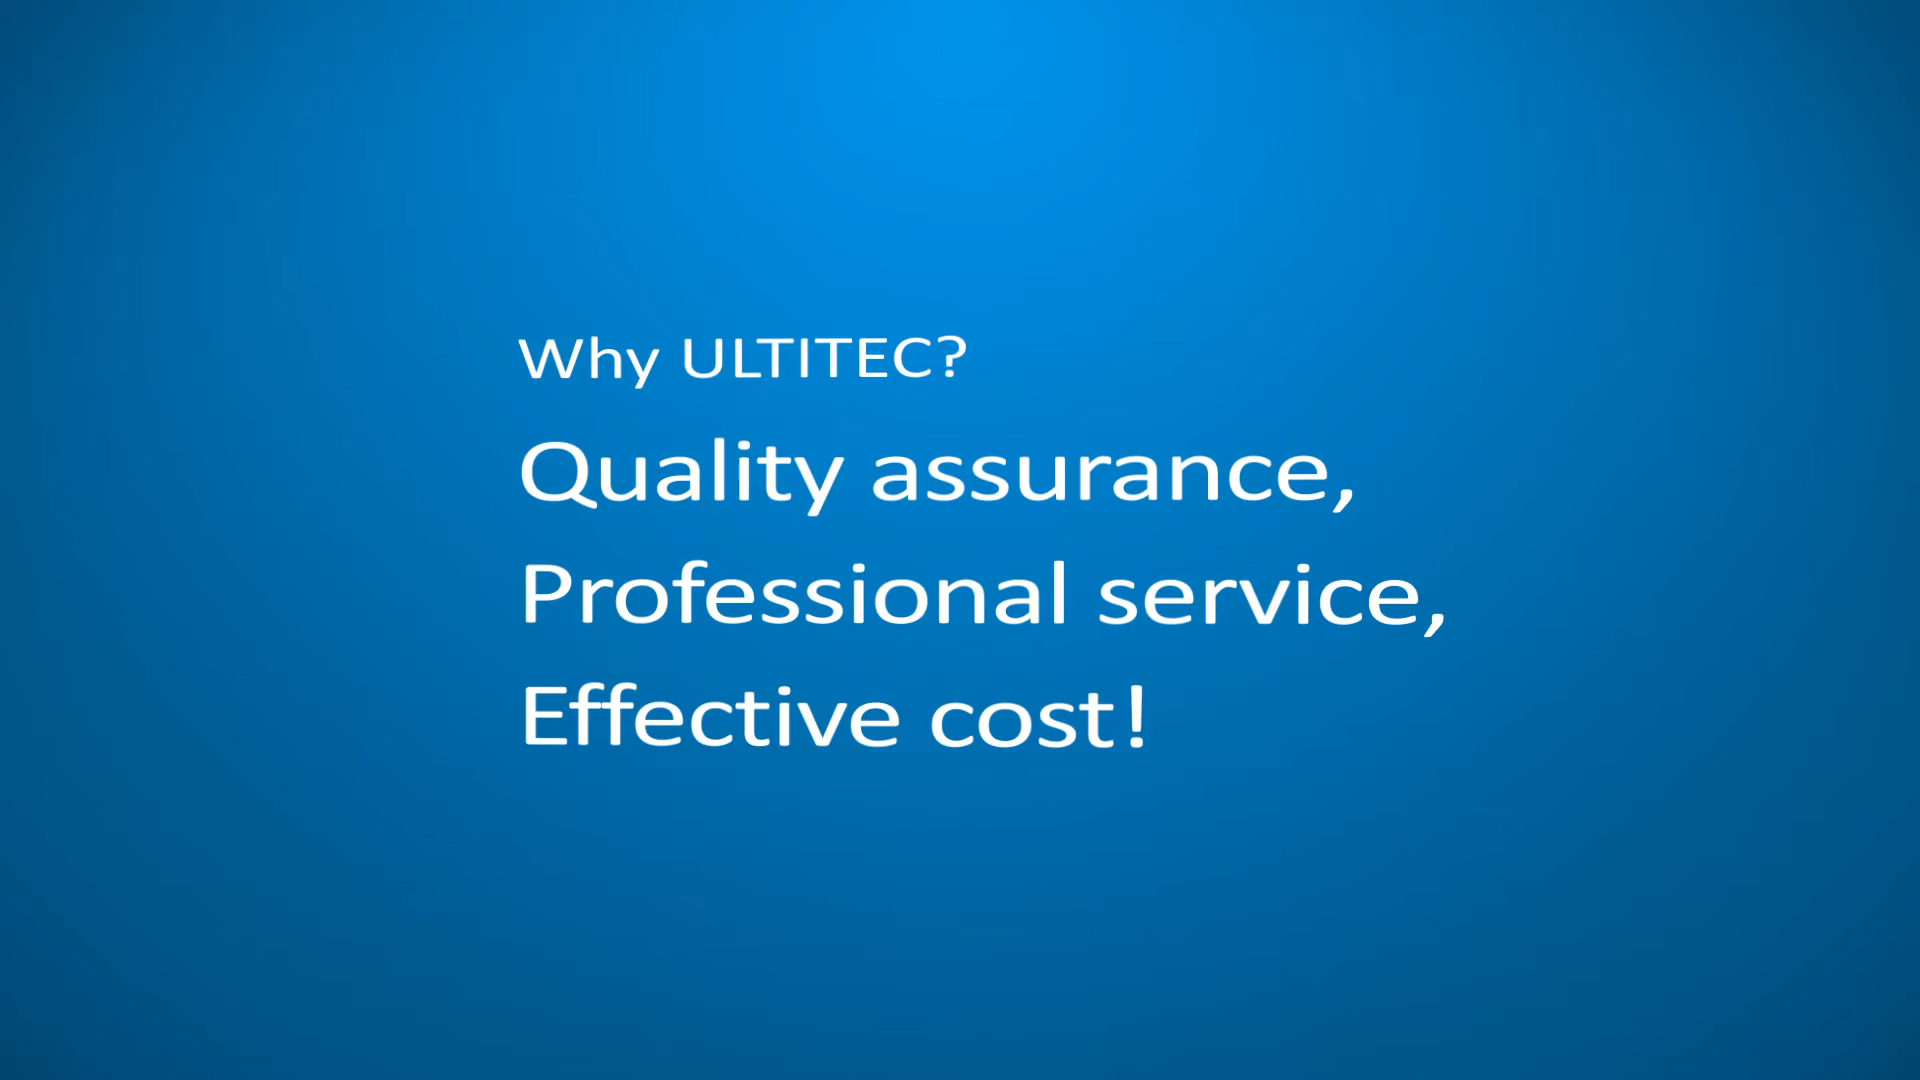 Why ULTITEC?
Quality assurance,
Professional service,
Effective cost!